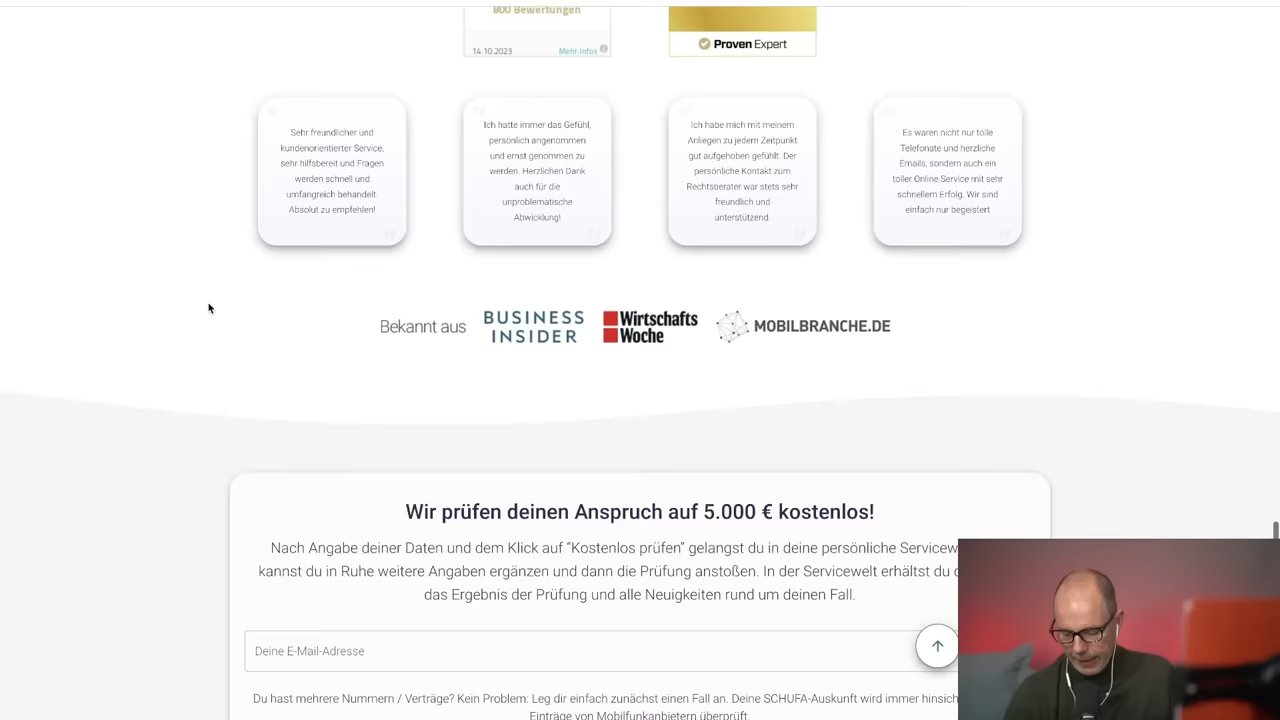 800 Bewertungen
14.10.2023
Mehr Infos
Proven Expert
Sehr freundlicher und
kundenorientierter Service,
sehr hilfsbereit und Fragen
werden schnell und
umfangreich behandelt.
Absolut zu empfehlen!
Ich hatte immer das Gefühl,
persönlich angenommen
und ernst genommen zu
werden. Herzlichen Dank
auch für die
unproblematische
Abwicklung!
Ich habe mich mit meinem
Anliegen zu jedem Zeitpunkt
gut aufgehoben gefühlt. Der
persönliche Kontakt zum
Rechtsberater war stets sehr
freundlich und
unterstützend.
Es waren nicht nur tolle
Telefonate und herzliche
Emails, sondern auch ein
toller Online Service mit sehr
schnellem Erfolg. Wir sind
einfach nur begeistert
Bekannt aus
BUSINESS
INSIDER
Wirtschafts
Woche
MOBILBRANCHE.DE
Wir prüfen deinen Anspruch auf 5.000 € kostenlos!
Nach Angabe deiner Daten und dem Klick auf "Kostenlos prüfen" gelangst du in deine persönliche
kannst du in Ruhe weitere Angaben ergänzen und dann die Prüfung anstoßen. In der Servicewelt erhältst du
das Ergebnis der Prüfung und alle Neuigkeiten rund um deinen Fall.
Deine E-Mail-Adresse
Du hast mehrere Nummern / Verträge? Kein Problem: Leg dir einfach zunächst einen Fall an. Deine SCHUFA-Auskunft wird immer
Einträge von Mobilfunkanbietern überprüft.